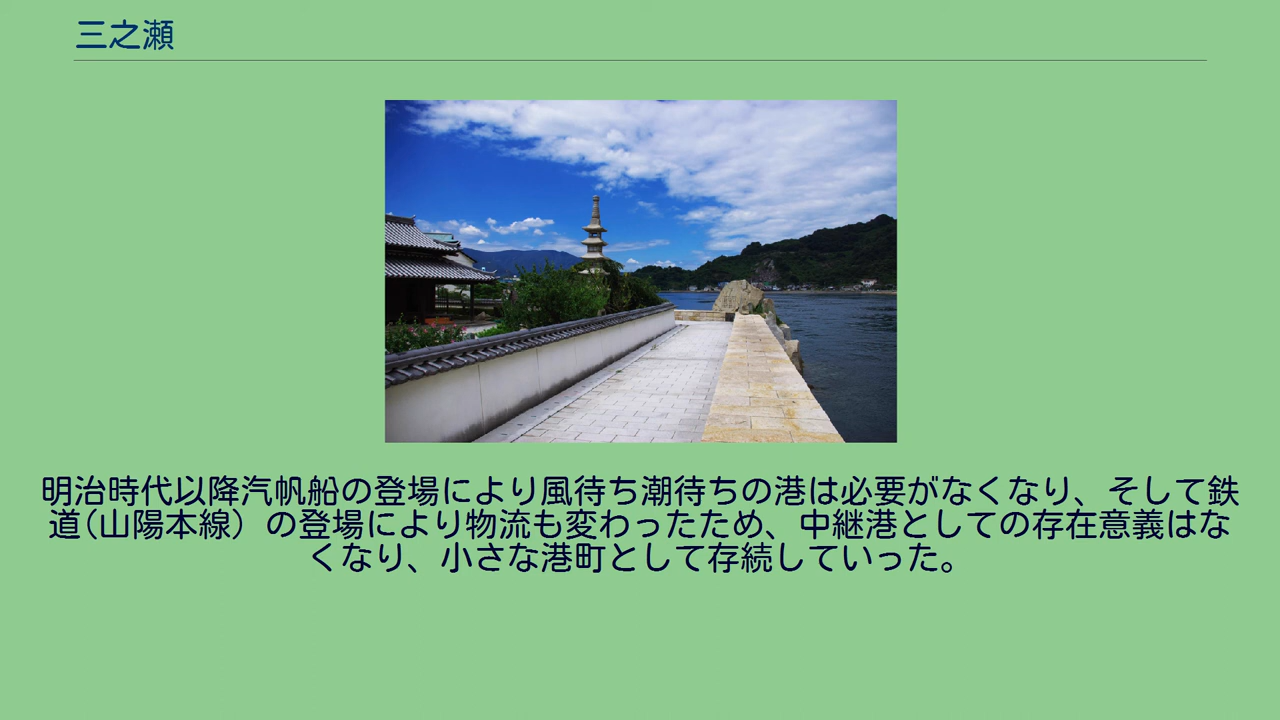 三之瀬
明治時代以降汽帆船の登場により風待ち潮待ちの港は必要がなくなり、そして鉄
道(山陽本線）の登場により物流も変わったため、中継港としての存在意義はな
くなり、小さな港町として存続していった。